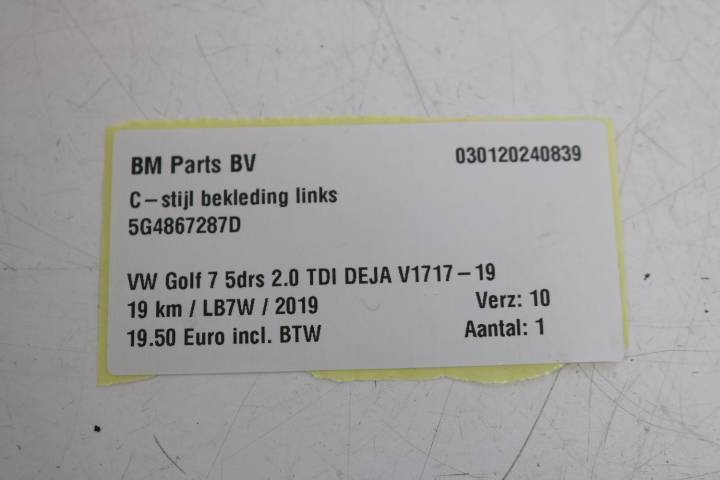 BM Parts BV 030120240839
C-stijl bekleding links
5G4867287D
VW Golf 7 5drs 2.0 TDI DEJA V1717-19
19 km / LB7W / 2019 Verz: 10
19.50 Euro incl. BTW Aantal: 1